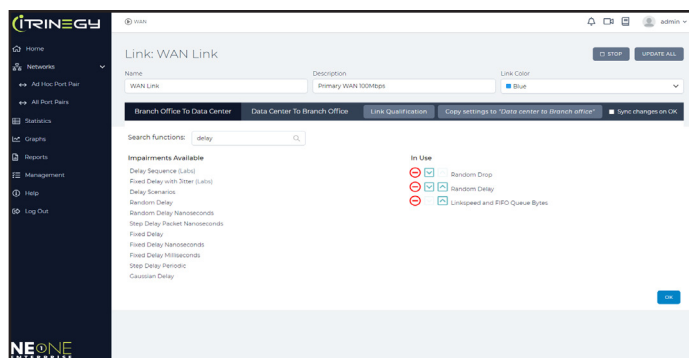 iTRINEGY
WAN
admin
Home
Networks
Ad Hoc Port Pair
All Port Pairs
Statistics
Graphs
Reports
Management
Help
Log Out
NE ONE
ENTERPRISE
Link: WAN Link
STOP
UPDATE ALL
Name
Description
Link Color
WAN Link
Primary WAN 100Mbps
Blue
Branch Office To Data Center
Data Center To Branch Office
Link Qualification
Copy settings to "Data center to Branch office"
Sync changes on OK
Search functions:
delay
Impairments Available
Delay Sequence (Labs)
Fixed Delay with Jitter (Labs)
Delay Scenarios
Random Delay
Random Delay Nanoseconds
Step Delay Packet Nanoseconds
Fixed Delay
Fixed Delay Nanoseconds
Fixed Delay Milliseconds
Step Delay Periodic
Gaussian Delay
In Use
Random Drop
Random Delay
Linkspeed and FIFO Queue Bytes
OK